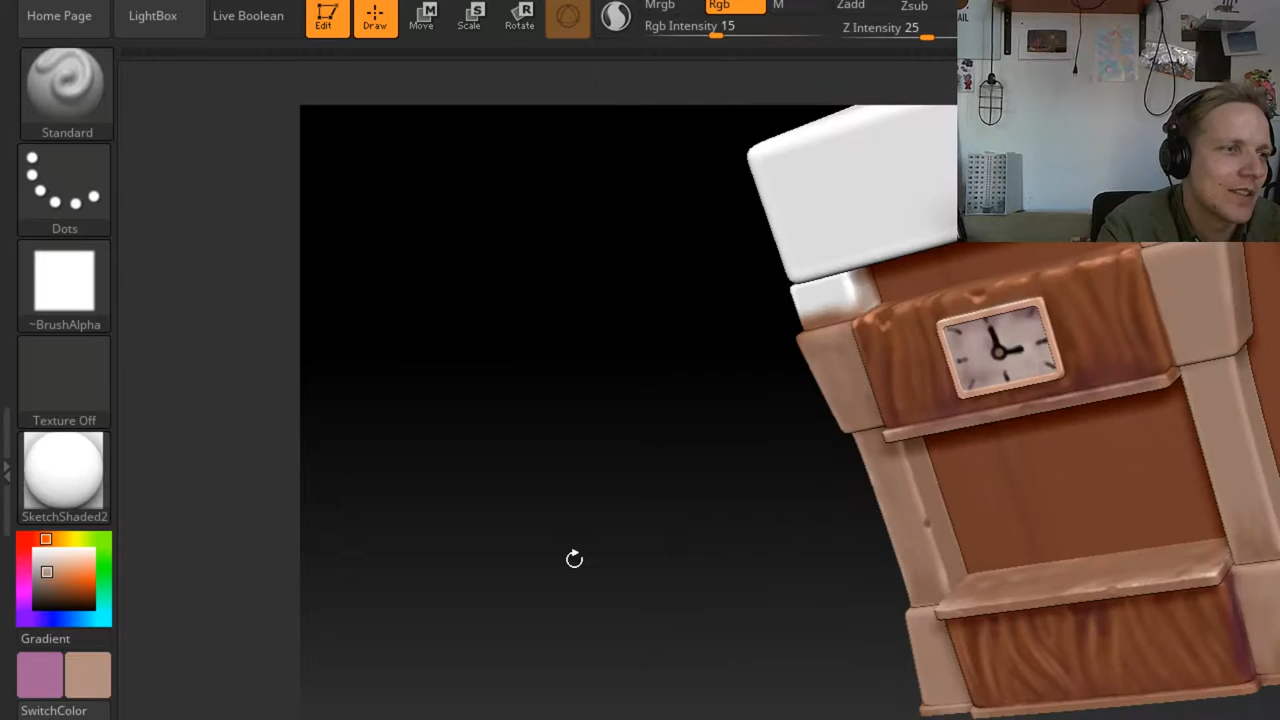 Home Page
LightBox
Live Boolean
Edit
Draw
Move
Scale
Rotate
Mrgb
Rgb
M
Zadd
Zsub
Rgb Intensity 15
Z Intensity 25
Standard
Dots
~BrushAlpha
Texture Off
SketchShaded2
Gradient
SwitchColor